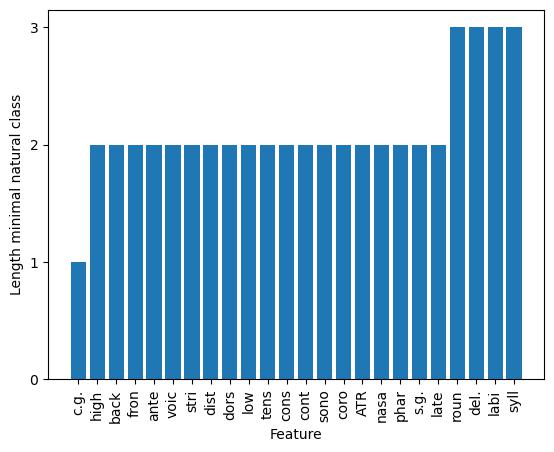 Length minimal natural class
3
2
1
0
c.g.
high
back
fron
ante
voic
stri
dist
dors
low
tens
cons
cont
sono
coro
ATR
nasa
phar
s.g.
late
roun
del.
labi
syll
Feature